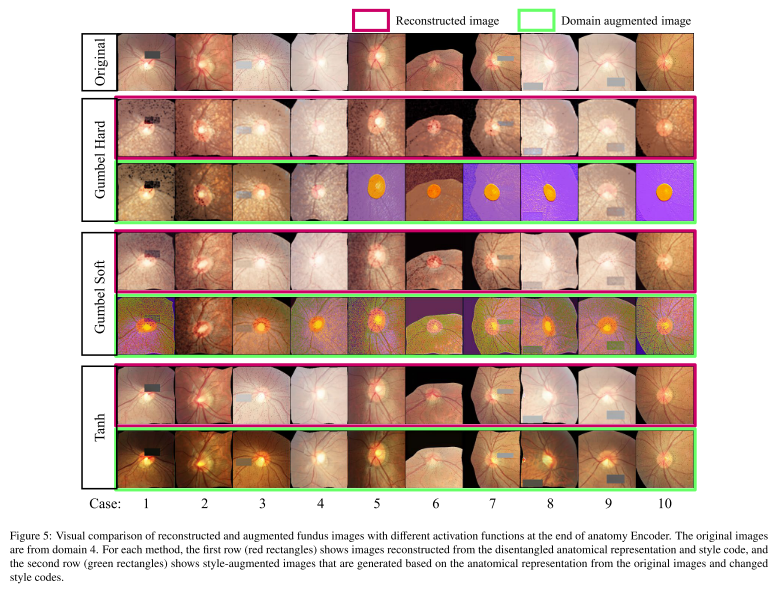 Reconstructed image
Domain augmented image
Original
Gumbel Hard
Gumbel Soft
Tanh
Case: 1 2 3 4 5 6 7 8 9 10
Figure 5: Visual comparison of reconstructed and augmented fundus images with different activation functions at the end of anatomy Encoder. The original images
are from domain 4. For each method, the first row (red rectangles) shows images reconstructed from the disentangled anatomical representation and style code, and
the second row (green rectangles) shows style-augmented images that are generated based on the anatomical representation from the original images and changed
style codes.